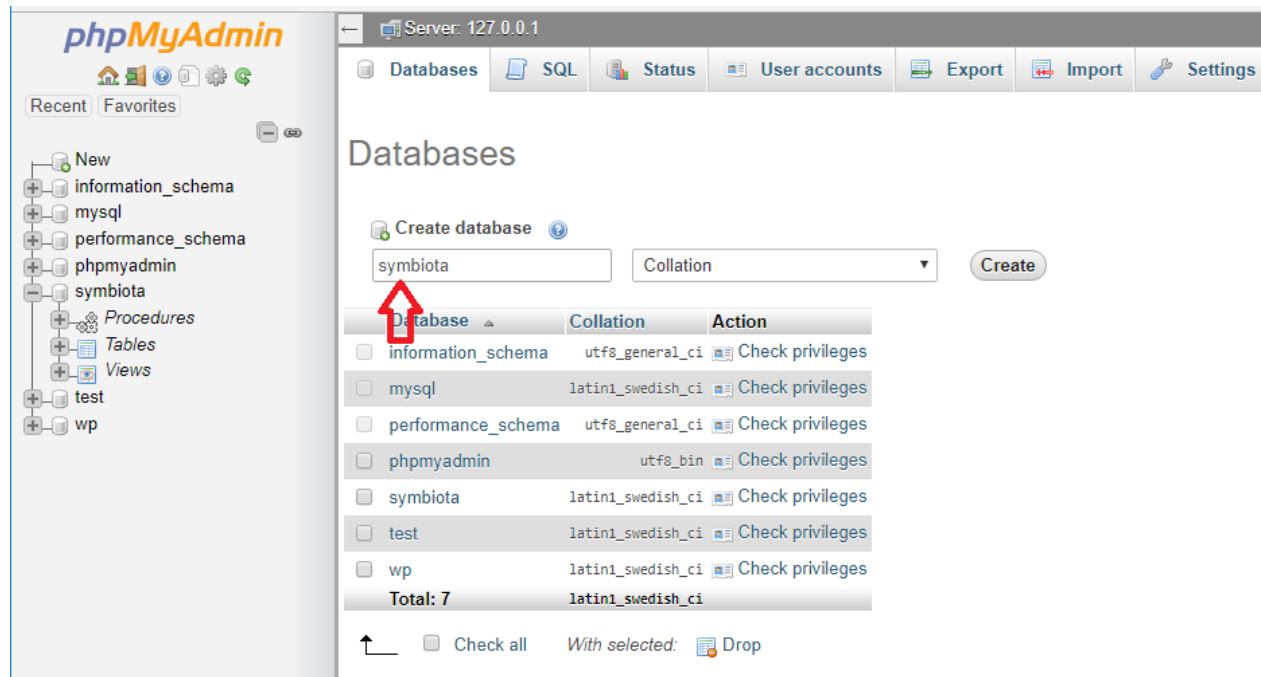 phpMyAdmin
Recent Favorites
New
information_schema
mysql
performance_schema
phpmyadmin
symbiota
Procedures
Tables
Views
test
wp
Server: 127.0.0.1
Databases SQL Status User accounts Export Import Settings
Databases
Create database
symbiota Collation Create
Database Collation Action
information_schema utf8_general_ci Check privileges
mysql latin1_swedish_ci Check privileges
performance_schema utf8_general_ci Check privileges
phpmyadmin utf8_bin Check privileges
symbiota latin1_swedish_ci Check privileges
test latin1_swedish_ci Check privileges
wp latin1_swedish_ci Check privileges
Total: 7 latin1_swedish_ci
Check all With selected: Drop